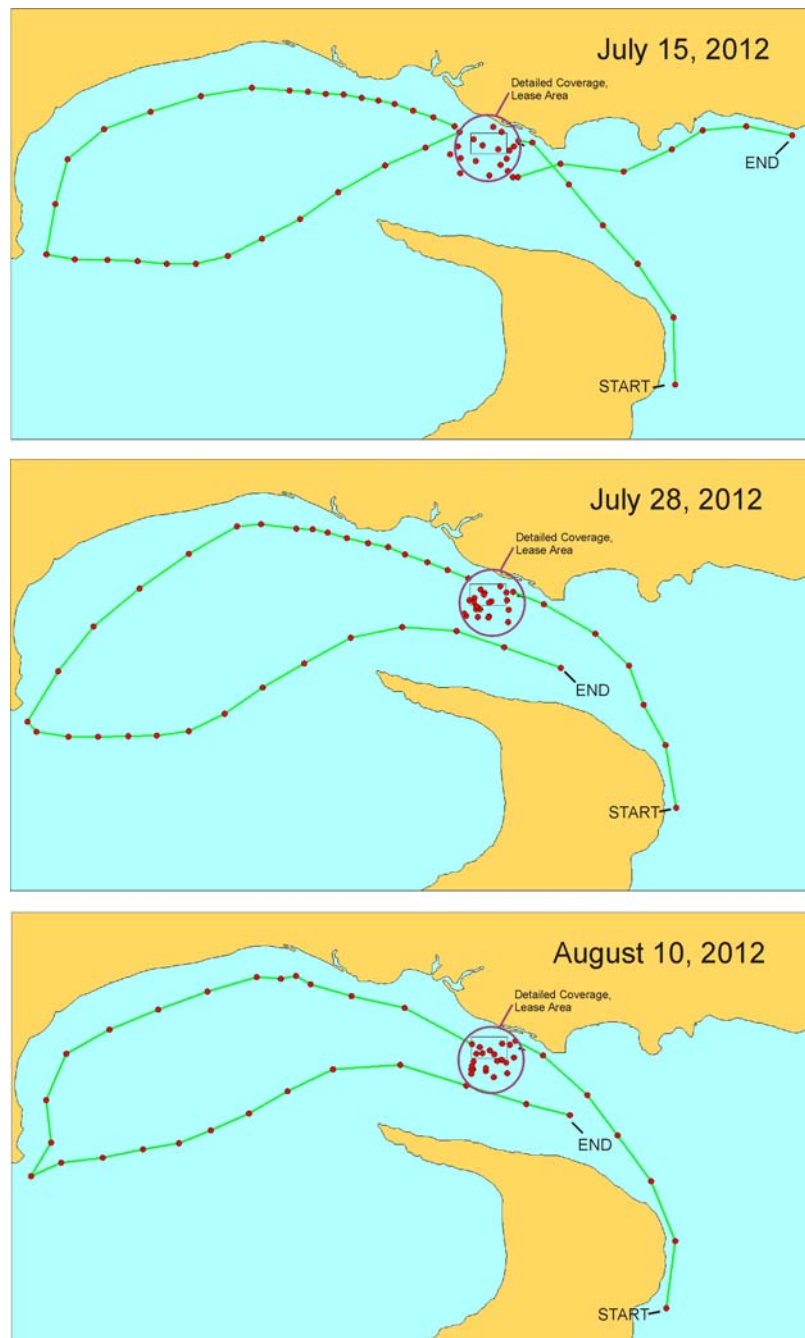 July 15, 2012
Detailed Coverage,
Lease Area
END
START
July 28, 2012
Detailed Coverage,
Lease Area
END
START
August 10, 2012
Detailed Coverage,
Lease Area
END
START